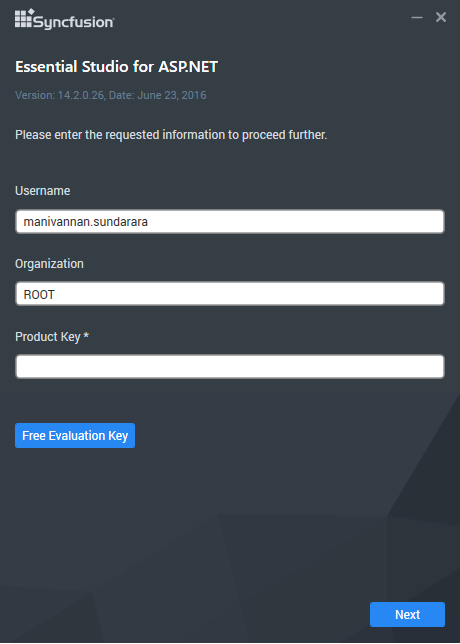 Syncfusion
Essential Studio for ASP.NET
Version: 14.2.0.26, Date: June 23, 2016
Please enter the requested information to proceed further.
Username
manivannan.sundarara
Organization
ROOT
Product Key *
Free Evaluation Key
Next